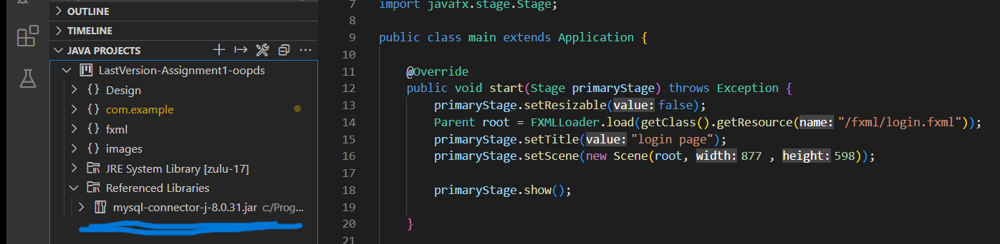 OUTLINE
TIMELINE
JAVA PROJECTS
LastVersion-Assignment1-oopds
{} Design
{} com.example
{} fxml
{} images
JRE System Library [zulu-17]
Referenced Libraries
mysql-connector-j-8.0.31.jar c:/Prog...
7 import javafx.stage.Stage;
8
9 public class main extends Application {
10
11 @Override
12 public void start(Stage primaryStage) throws Exception {
13 primaryStage.setResizable(value: false);
14 Parent root = FXMLLoader.load(getClass().getResource(name: "/fxml/login.fxml"));
15 primaryStage.setTitle(value: "login page");
16 primaryStage.setScene(new Scene(root, width: 877 , height: 598));
17
18 primaryStage.show();
19
20 }
21